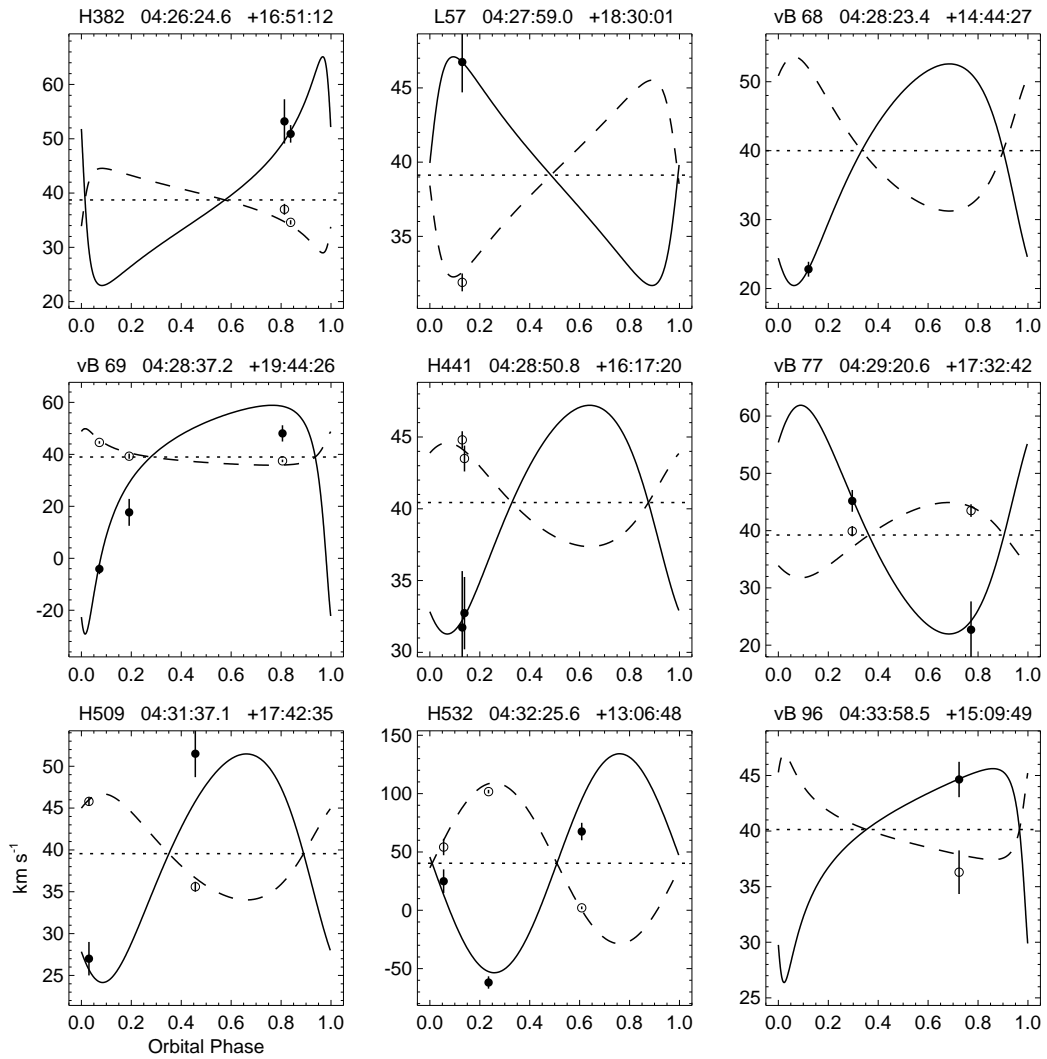 H382 04:26:24.6 +16:51:12
L57 04:27:59.0 +18:30:01
vB 68 04:28:23.4 +14:44:27
60
50
40
30
20
0.0 0.2 0.4 0.6 0.8 1.0
45
40
35
0.0 0.2 0.4 0.6 0.8 1.0
60
50
40
30
20
0.0 0.2 0.4 0.6 0.8 1.0
vB 69 04:28:37.2 +19:44:26
H441 04:28:50.8 +16:17:20
vB 77 04:29:20.6 +17:32:42
60
40
20
0
-20
0.0 0.2 0.4 0.6 0.8 1.0
45
40
35
30
0.0 0.2 0.4 0.6 0.8 1.0
60
50
40
30
20
0.0 0.2 0.4 0.6 0.8 1.0
H509 04:31:37.1 +17:42:35
H532 04:32:25.6 +13:06:48
vB 96 04:33:58.5 +15:09:49
50
45
40
35
30
25
km s-1
0.0 0.2 0.4 0.6 0.8 1.0
Orbital Phase
150
100
50
0
-50
0.0 0.2 0.4 0.6 0.8 1.0
45
40
35
30
25
0.0 0.2 0.4 0.6 0.8 1.0